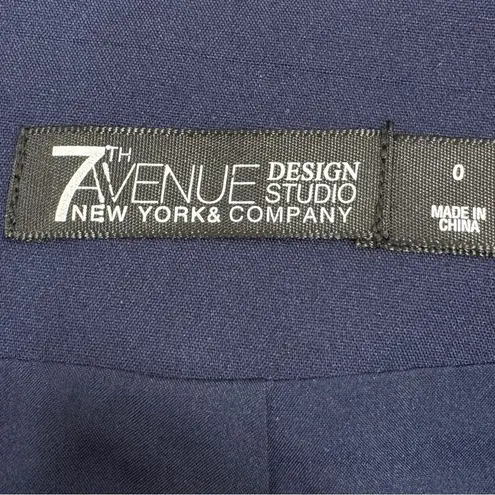 7TH AVENUE DESIGN STUDIO
NEW YORK & COMPANY
0
MADE IN
CHINA